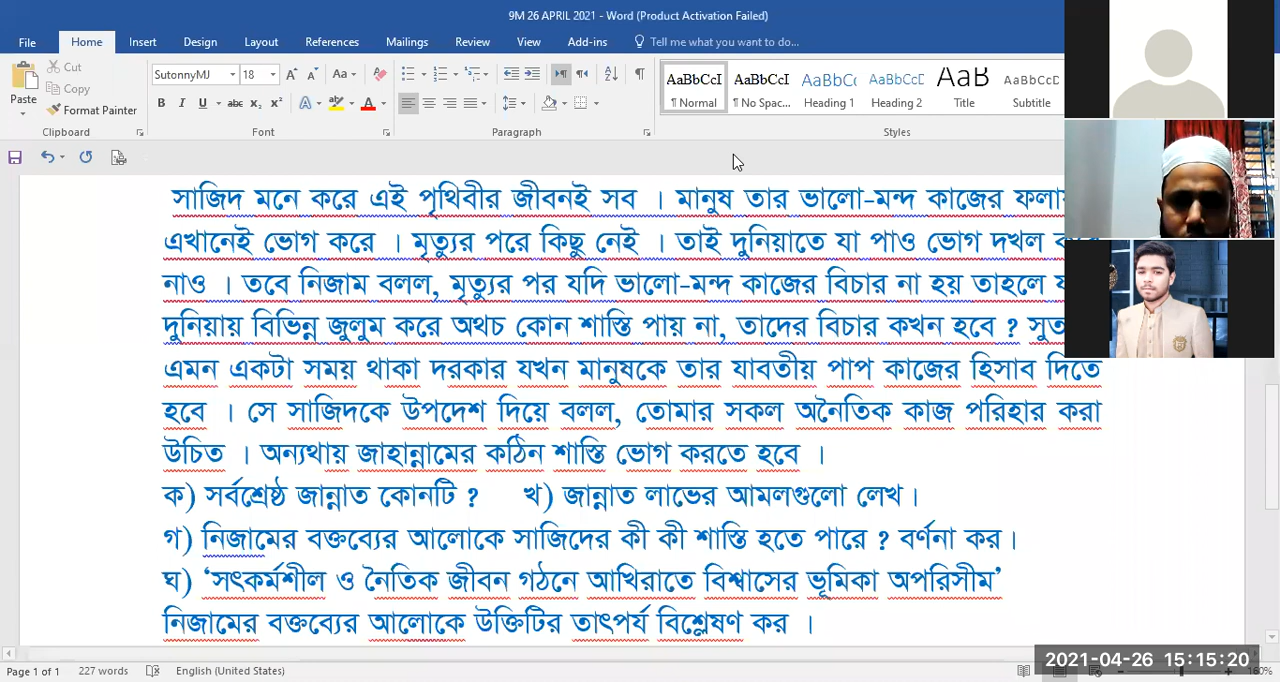 9M 26 APRIL 2021 - Word (Product Activation Failed)
File Home Insert Design Layout References Mailings Review View Add-ins Tell me what you want to do...
Cut
Copy
Paste Format Painter
SutonnyMJ 18
Clipboard Font Paragraph Styles
AaBbCcI AaBbCcI AaBbCc AaBbCcD AaB AaBbCcD
¶ Normal ¶ No Spac... Heading 1 Heading 2 Title Subtitle
সাজিদ মনে করে এই পৃথিবীর জীবনই সব । মানুষ তার ভালো-মন্দ কাজের
এখানেই ভোগ করে । মৃত্যুর পরে কিছু নেই । তাই দুনিয়াতে যা পাও ভোগ দখল
নাও । তবে নিজাম বলল, মৃত্যুর পর যদি ভালো-মন্দ কাজের বিচার না হয় তাহলে
দুনিয়ায় বিভিন্ন জুলুম করে অথচ কোন শাস্তি পায় না, তাদের বিচার কখন হবে ?
এমন একটা সময় থাকা দরকার যখন মানুষকে তার যাবতীয় পাপ কাজের হিসাব দিতে
হবে । সে সাজিদকে উপদেশ দিয়ে বলল, তোমার সকল অনৈতিক কাজ পরিহার করা
উচিত । অন্যথায় জাহান্নামের কঠিন শাস্তি ভোগ করতে হবে ।
ক) সর্বশ্রেষ্ঠ জান্নাত কোনটি ? খ) জান্নাত লাভের আমলগুলো লেখ।
গ) নিজামের বক্তব্যের আলোকে সাজিদের কী কী শাস্তি হতে পারে ? বর্ণনা কর।
ঘ) ‘সৎকর্মশীল ও নৈতিক জীবন গঠনে আখিরাতে বিশ্বাসের ভূমিকা অপরিসীম’
নিজামের বক্তব্যের আলোকে উক্তিটির তাৎপর্য বিশ্লেষণ কর ।
2021-04-26 15:15:20
Page 1 of 1 227 words English (United States)